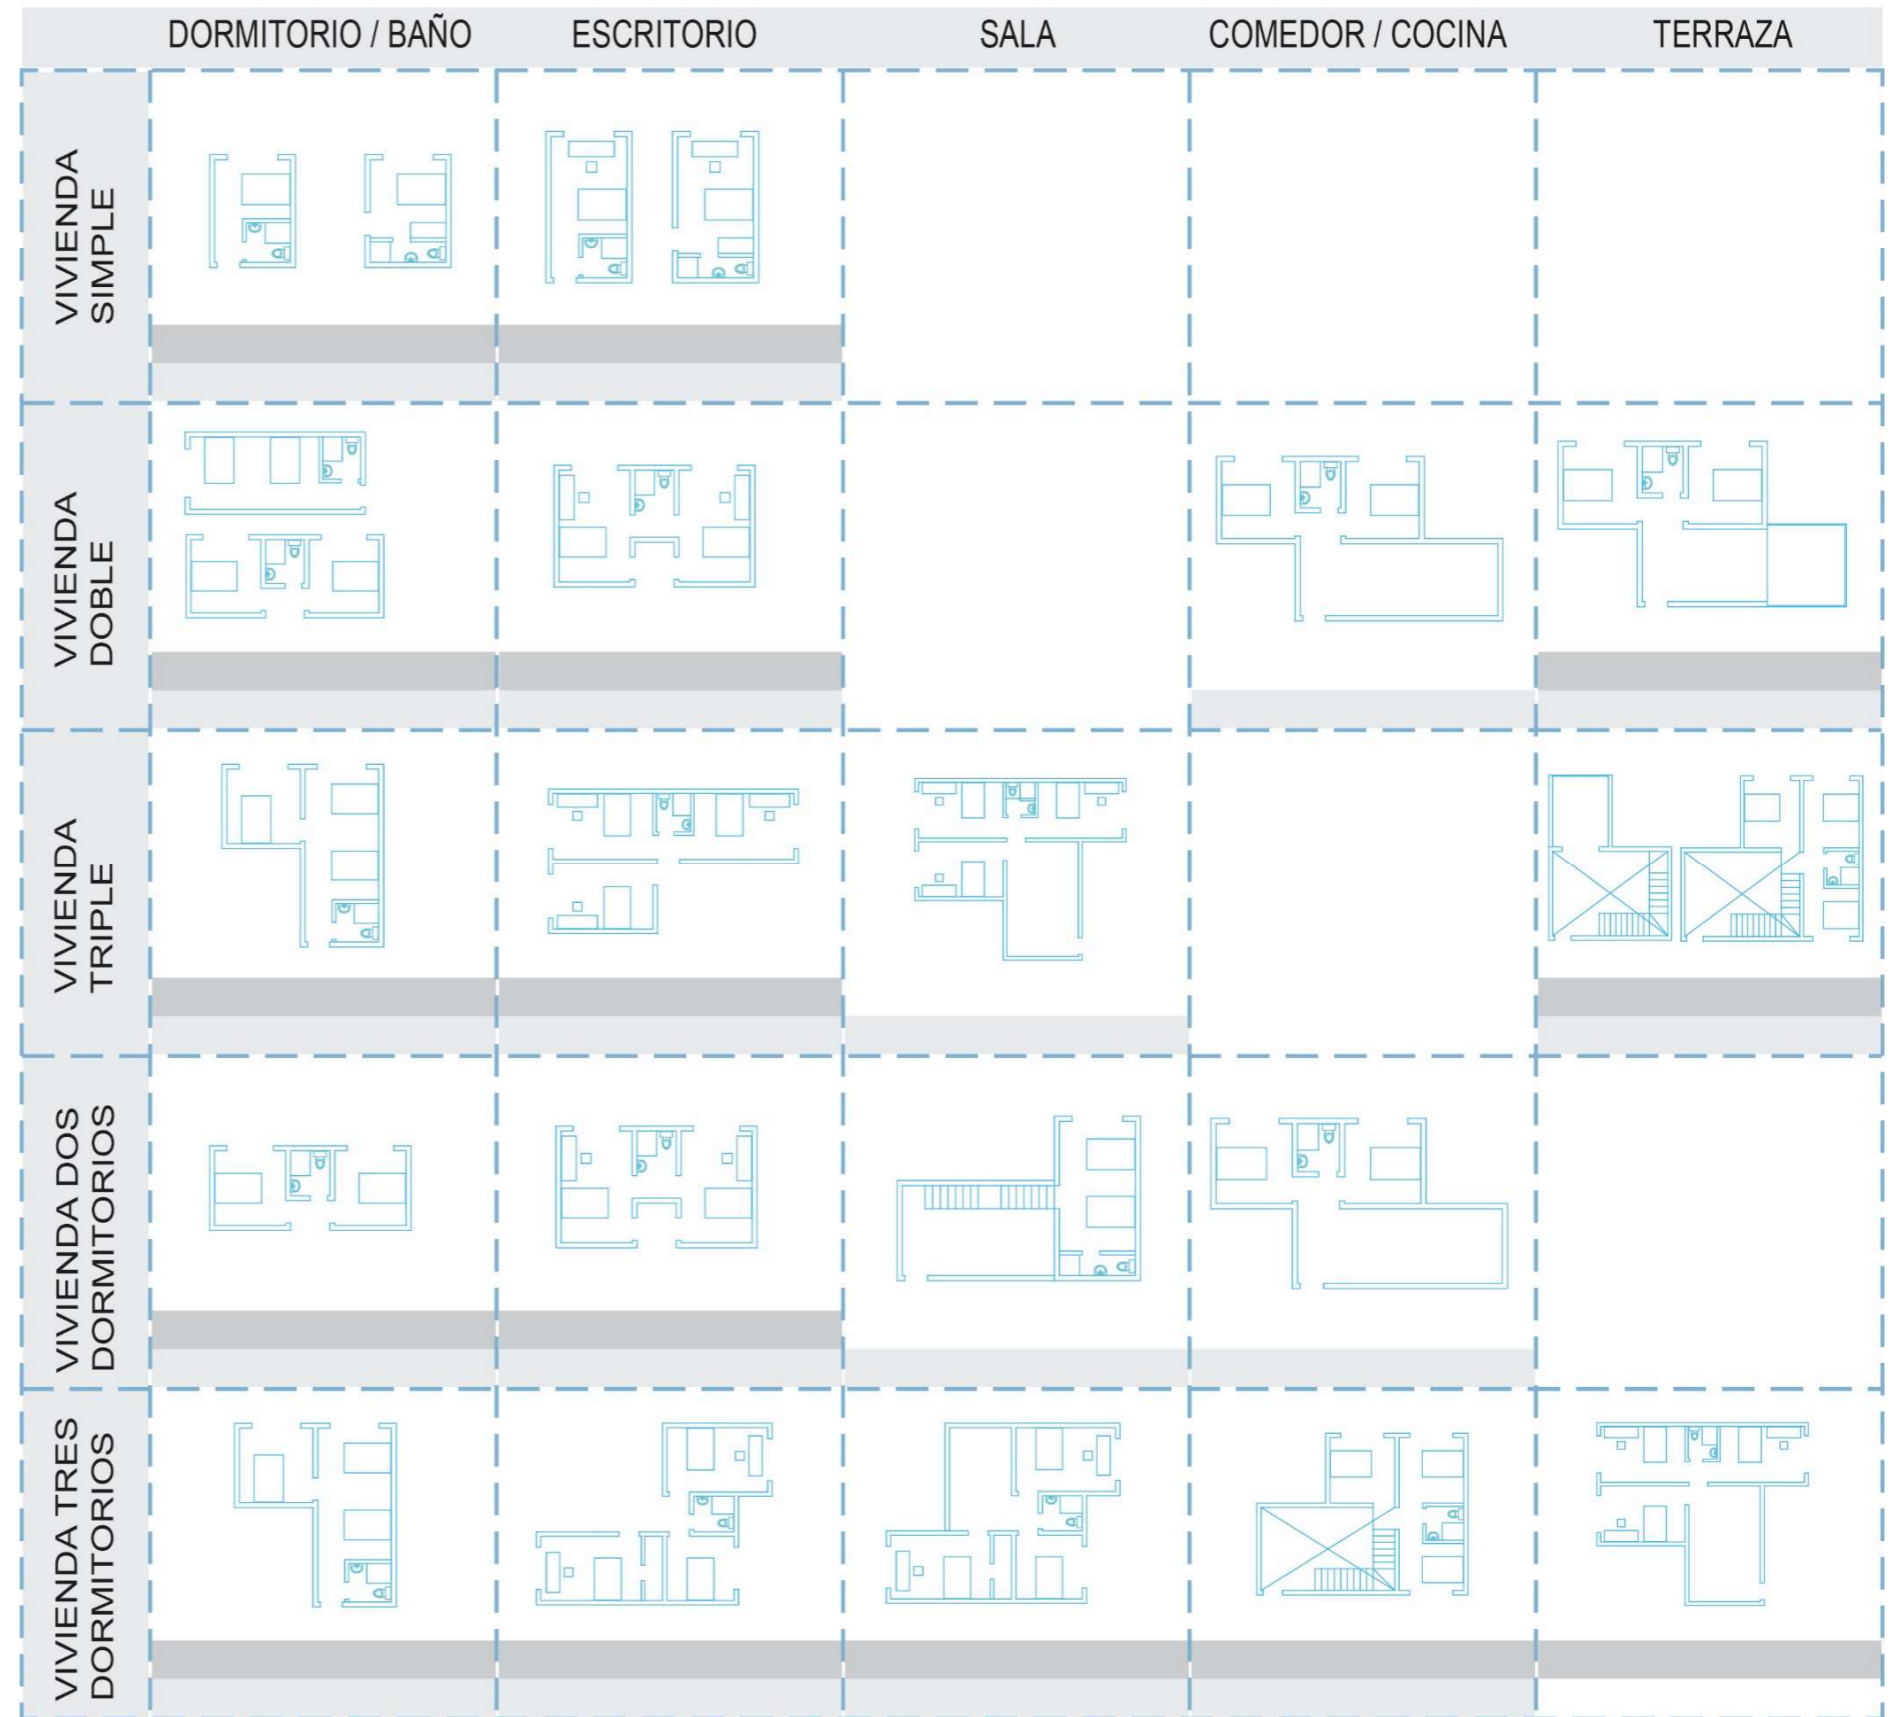 DORMITORIO / BAÑO
ESCRITORIO
SALA
COMEDOR / COCINA
TERRAZA
VIVIENDA
SIMPLE
VIVIENDA
DOBLE
VIVIENDA
TRIPLE
VIVIENDA DOS
DORMITORIOS
VIVIENDA TRES
DORMITORIOS